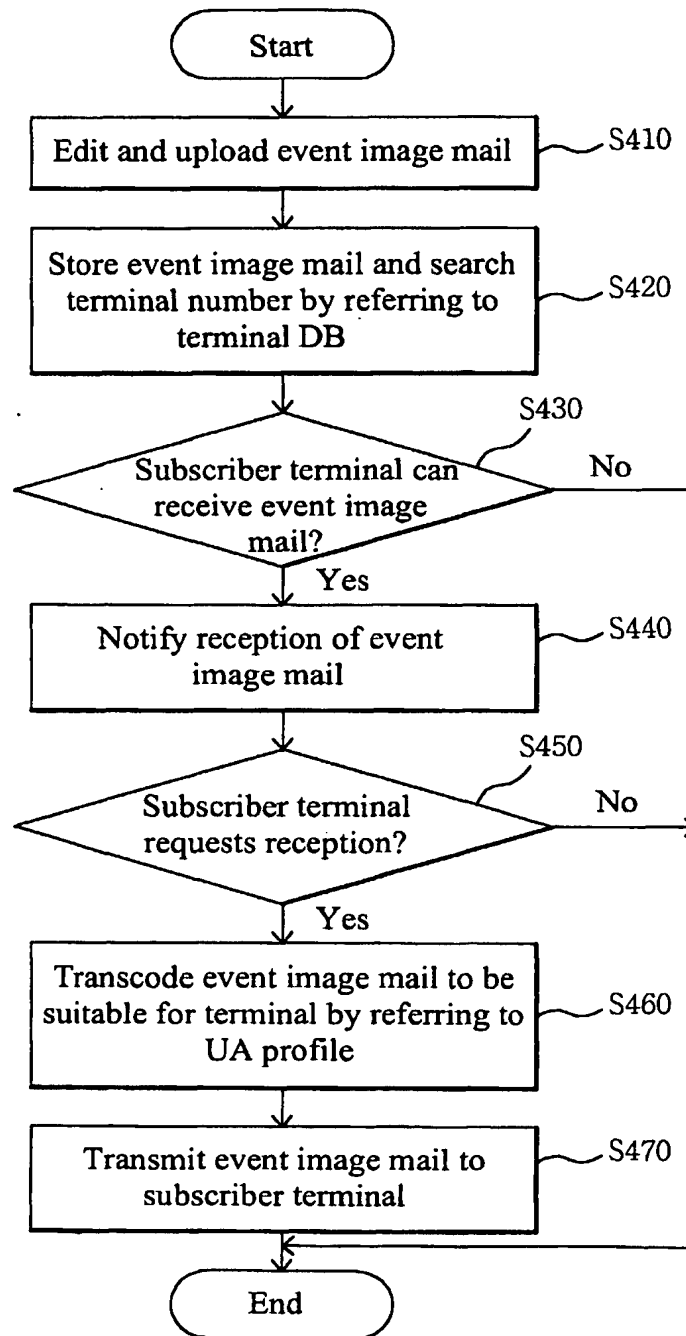 Start
Edit and upload event image mail
S410
Store event image mail and search
terminal number by referring to
terminal DB
S420
S430
Subscriber terminal can
receive event image
mail?
No
Yes
Notify reception of event
image mail
S440
S450
Subscriber terminal
requests reception?
No
Yes
Transcode event image mail to be
suitable for terminal by referring to
UA profile
S460
Transmit event image mail to
subscriber terminal
S470
End